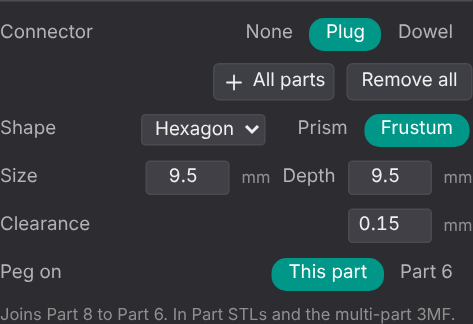 Connector None Plug Dowel
+ All parts Remove all
Shape Hexagon Prism Frustum
Size 9.5 mm Depth 9.5 mm
Clearance 0.15 mm
Peg on This part Part 6
Joins Part 8 to Part 6. In Part STLs and the multi-part 3MF.